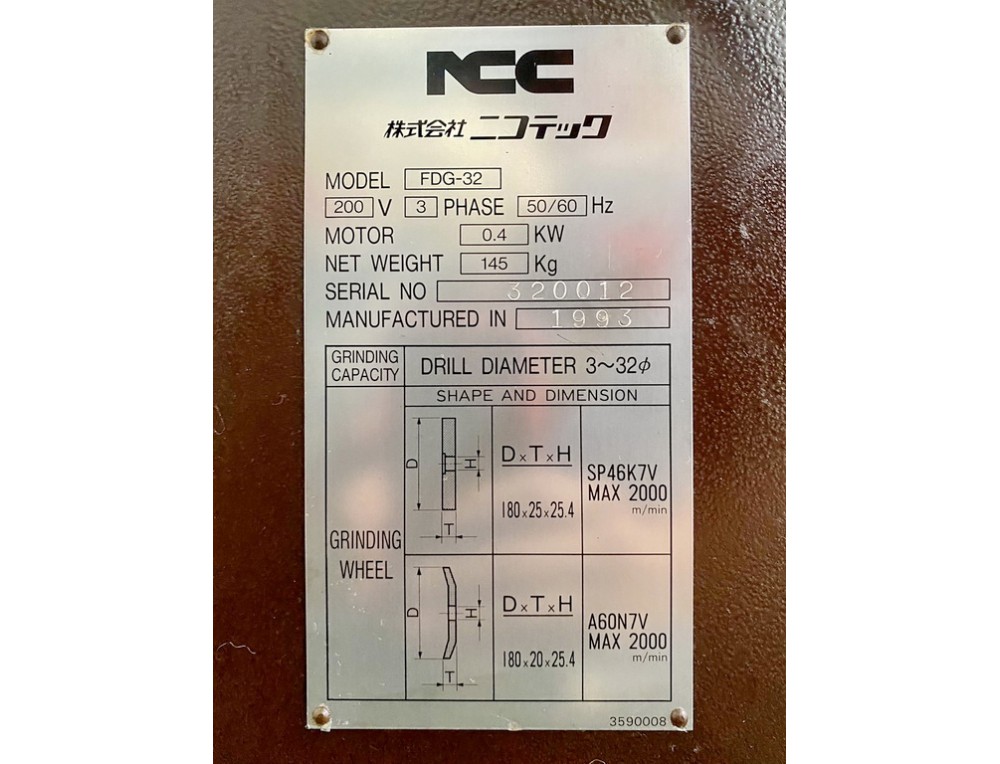 NCC
株式会社 ニコテック
MODEL FDG-32
200 V 3 PHASE 50/60 Hz
MOTOR 0.4 KW
NET WEIGHT 145 Kg
SERIAL NO 320012
MANUFACTURED IN 1993
GRINDING CAPACITY
DRILL DIAMETER 3~32φ
SHAPE AND DIMENSION
GRINDING
WHEEL
D
H
T
D×T×H
180×25×25.4
SP46K7V
MAX 2000
m/min
D
H
T
D×T×H
180×20×25.4
A60N7V
MAX 2000
m/min
3590008